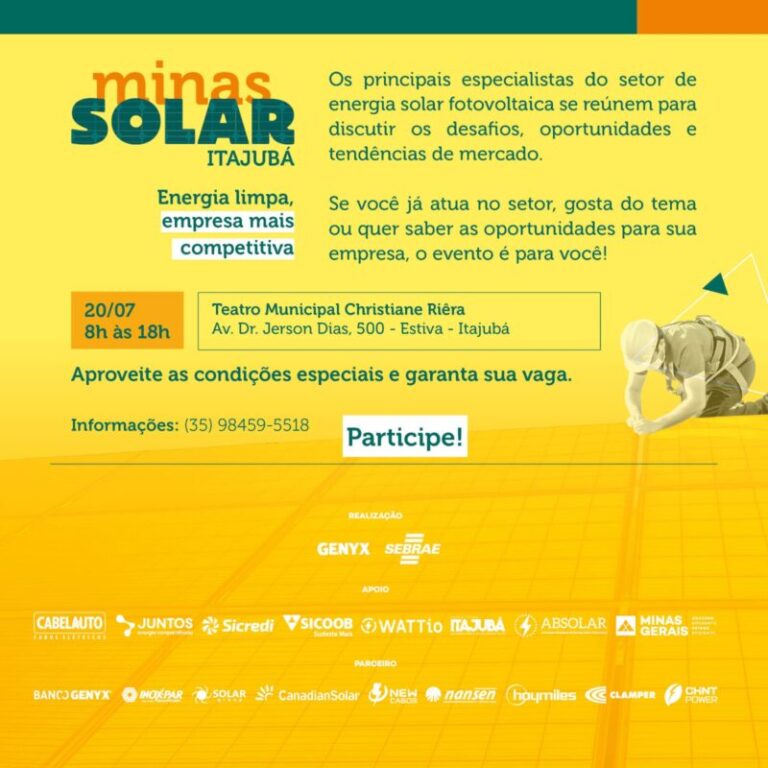 minas
SOLAR
ITAJUBÁ
Energia limpa,
empresa mais
competitiva
Os principais especialistas do setor de
energia solar fotovoltaica se reúnem para
discutir os desafios, oportunidades e
tendências de mercado.
Se você já atua no setor, gosta do tema
ou quer saber as oportunidades para sua
empresa, o evento é para você!
20/07
8h às 18h
Teatro Municipal Christiane Riêra
Av. Dr. Jerson Dias, 500 - Estiva - Itajubá
Aproveite as condições especiais e garanta sua vaga.
Informações: (35) 98459-5518
Participe!
REALIZAÇÃO
GENYX SEBRAE
APOIO
CABELAUTO JUNTOS Sicredi SICOOB WATTio ITAJUBÁ ABSOLAR MINAS GERAIS
PARCEIRO
BANCO GENYX INOXPAR SOLAR CanadianSolar NEW CABOS nansen haymiles CLAMPER CHNT POWER